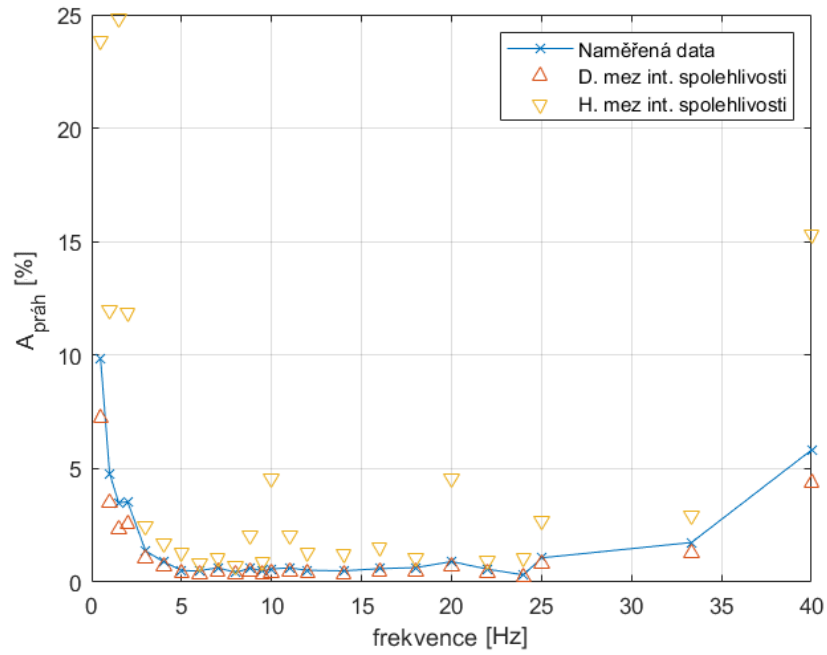 25
20
15
10
5
0
A_práh [%]
Naměřená data
D. mez int. spolehlivosti
H. mez int. spolehlivosti
0 5 10 15 20 25 30 35 40
frekvence [Hz]